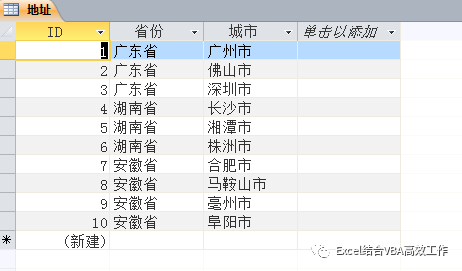 地址
ID 省份 城市 单击以添加
1 广东省 广州市
2 广东省 佛山市
3 广东省 深圳市
4 湖南省 长沙市
5 湖南省 湘潭市
6 湖南省 株洲市
7 安徽省 合肥市
8 安徽省 马鞍山市
9 安徽省 亳州市
10 安徽省 阜阳市
* (新建)
Excel结合VBA高效工作